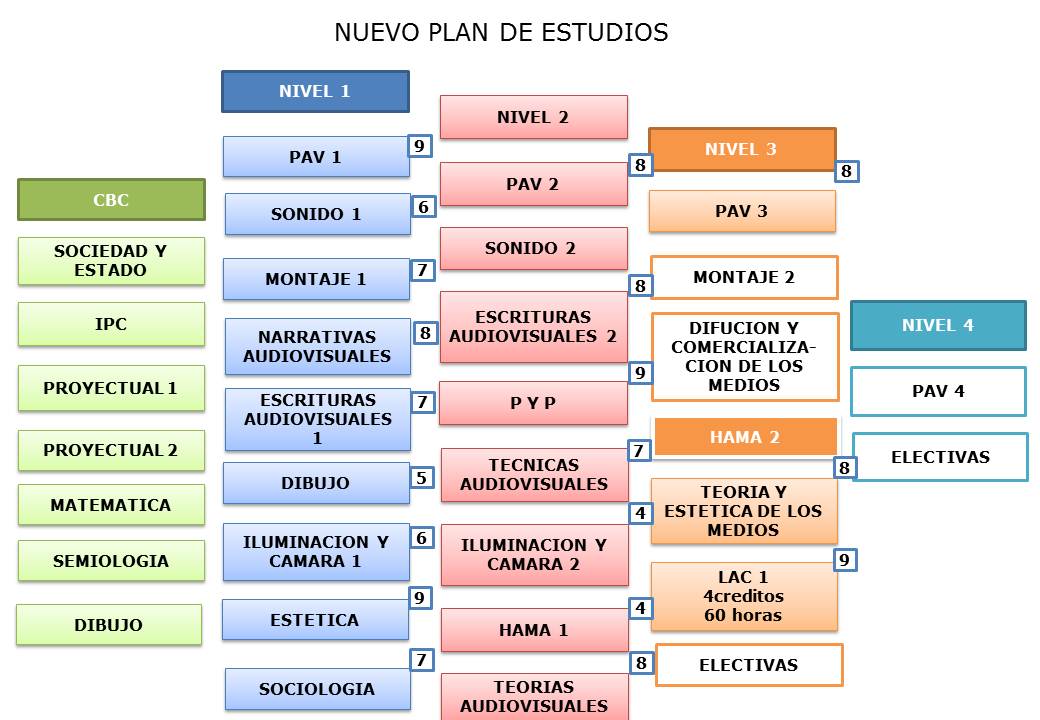 NUEVO PLAN DE ESTUDIOS
CBC
SOCIEDAD Y
ESTADO
IPC
PROYECTUAL 1
PROYECTUAL 2
MATEMATICA
SEMIOLOGIA
DIBUJO
NIVEL 1
PAV 1
9
SONIDO 1
6
MONTAJE 1
7
NARRATIVAS
AUDIOVISUALES
8
ESCRITURAS
AUDIOVISUALES
1
7
DIBUJO
5
ILUMINACION Y
CAMARA 1
6
ESTETICA
9
SOCIOLOGIA
7
NIVEL 2
PAV 2
8
SONIDO 2
ESCRITURAS
AUDIOVISUALES 2
8
P Y P
9
TECNICAS
AUDIOVISUALES
7
ILUMINACION Y
CAMARA 2
4
HAMA 1
4
TEORIAS
AUDIOVISUALES
8
NIVEL 3
8
PAV 3
MONTAJE 2
DIFUCION Y
COMERCIALIZA-
CION DE LOS
MEDIOS
HAMA 2
TEORIA Y
ESTETICA DE LOS
MEDIOS
8
LAC 1
4creditos
60 horas
9
ELECTIVAS
NIVEL 4
PAV 4
ELECTIVAS